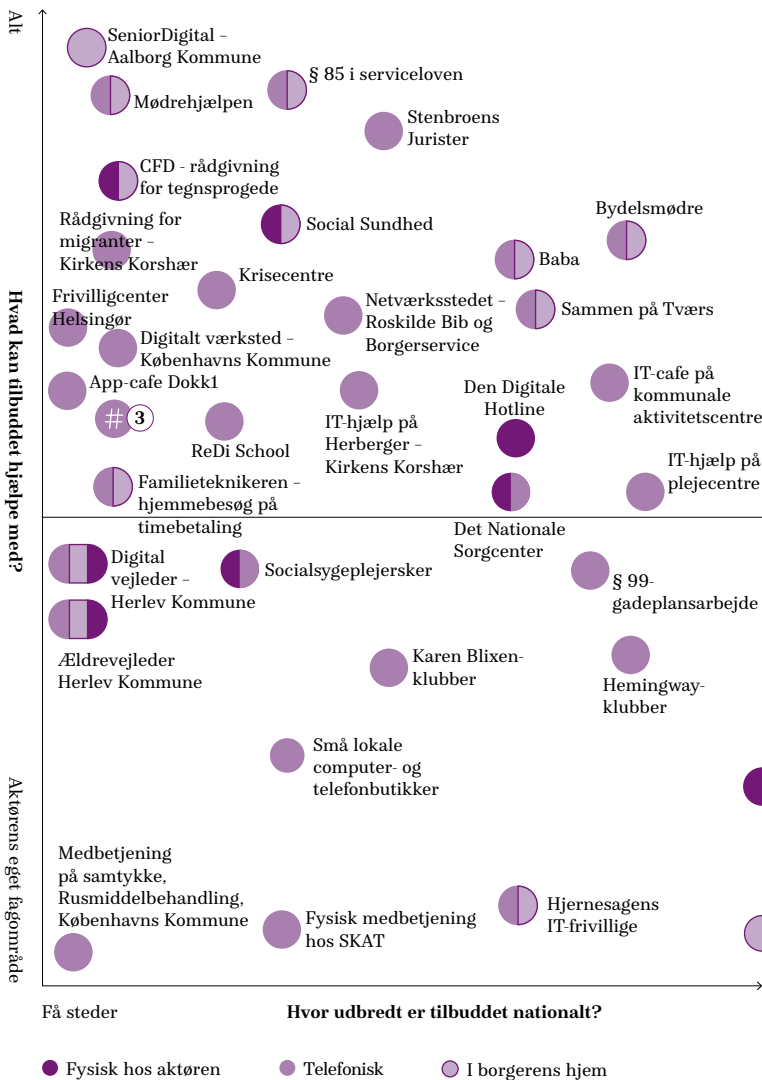 Alt
SeniorDigital –
Aalborg Kommune
§ 85 i serviceloven
Mødrehjælpen
Stenbroens
Jurister
CFD - rådgivning
for tegnsprogede
Bydelsmødre
Rådgivning for
migranter –
Kirkens Korshær
Social Sundhed
Baba
Krisecentre
Frivilligcenter
Helsingør
Netværksstedet –
Roskilde Bib og
Borgerservice
Sammen på Tværs
Digitalt værksted –
Københavns Kommune
IT-cafe på
kommunale
aktivitetscentre
App-cafe Dokk1
Den Digitale
Hotline
# 3
ReDi School
IT-hjælp på
Herberger –
Kirkens Korshær
IT-hjælp på
plejecentre
Familieteknikeren –
hjemmebesøg på
timebetaling
Hvad kan tilbuddet hjælpe med?
Det Nationale
Sorgcenter
Digital
vejleder –
Herlev Kommune
Socialsygeplejersker
§ 99-
gadeplansarbejde
Ældrevejleder
Herlev Kommune
Karen Blixen-
klubber
Hemingway-
klubber
Små lokale
computer- og
telefonbutikker
Aktørens eget fagområde
Medbetjening
på samtykke,
Rusmiddelbehandling,
Københavns Kommune
Fysisk medbetjening
hos SKAT
Hjernesagens
IT-frivillige
Få steder
Hvor udbredt er tilbuddet nationalt?
Fysisk hos aktøren
Telefonisk
I borgerens hjem